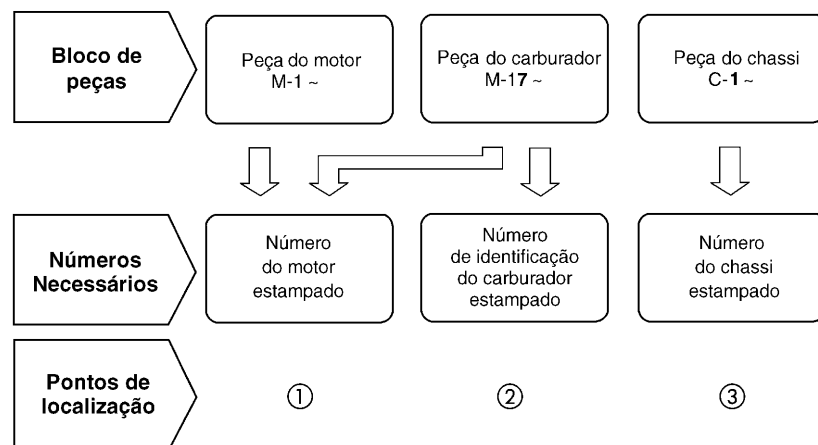 Bloco de
peças
Peça do motor
M-1 ~
Peça do carburador
M-17 ~
Peça do chassi
C-1 ~
Números
Necessários
Número
do motor
estampado
Número
de identificação
do carburador
estampado
Número
do chassi
estampado
Pontos de
localização
①
②
③